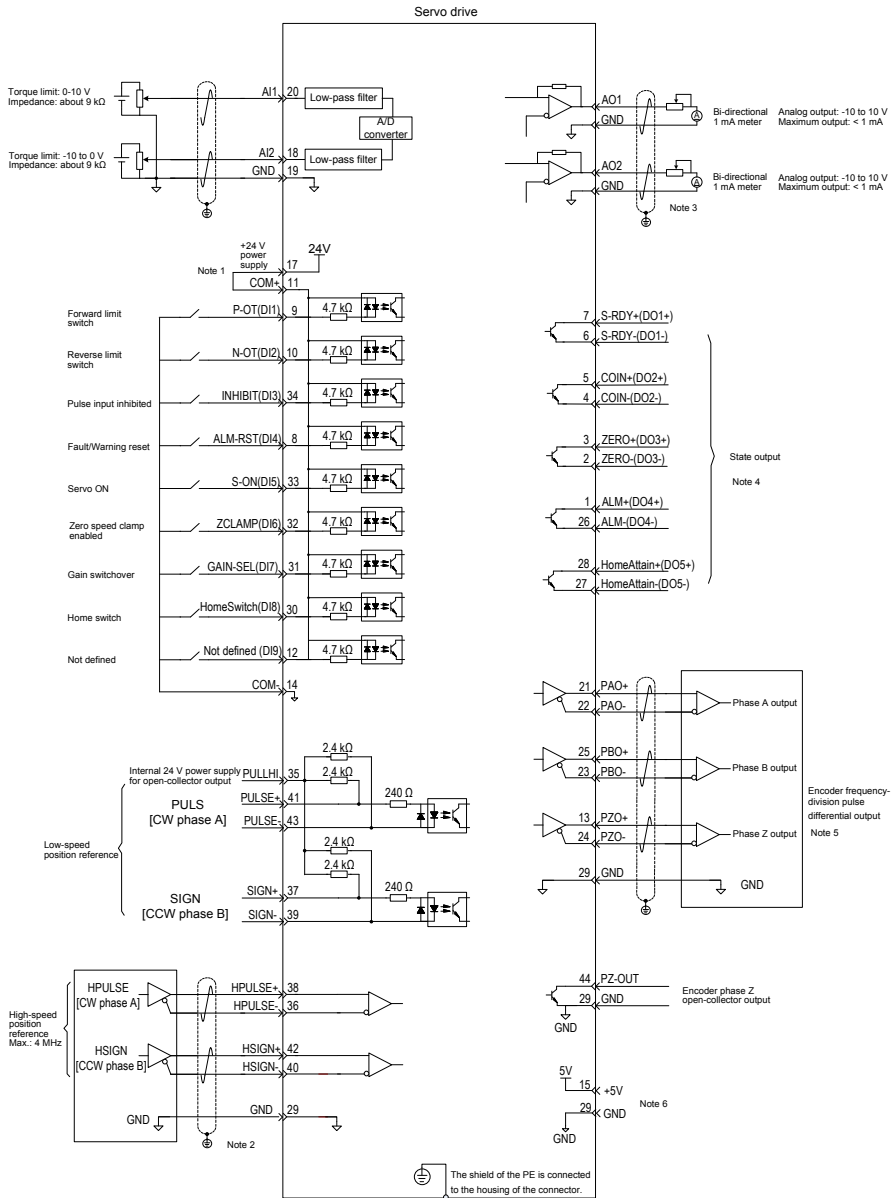 Servo drive
Torque limit: 0-10 V
Impedance: about 9 kΩ
AI1 20
Low-pass filter
A/D
converter
Torque limit: -10 to 0 V
Impedance: about 9 kΩ
AI2 18
Low-pass filter
GND 19
AO1
GND
A
Bi-directional
1 mA meter
Analog output: -10 to 10 V
Maximum output: < 1 mA
AO2
GND
A
Bi-directional
1 mA meter
Analog output: -10 to 10 V
Maximum output: < 1 mA
Note 3
Note 1
+24 V
power
supply
17
24V
COM+ 11
Forward limit
switch
P-OT(DI1) 9 4.7 kΩ
Reverse limit
switch
N-OT(DI2) 10 4.7 kΩ
Pulse input inhibited
INHIBIT(DI3) 34 4.7 kΩ
Fault/Warning reset
ALM-RST(DI4) 8 4.7 kΩ
Servo ON
S-ON(DI5) 33 4.7 kΩ
Zero speed clamp
enabled
ZCLAMP(DI6) 32 4.7 kΩ
Gain switchover
GAIN-SEL(DI7) 31 4.7 kΩ
Home switch
HomeSwitch(DI8) 30 4.7 kΩ
Not defined
Not defined (DI9) 12 4.7 kΩ
COM- 14
7 S-RDY+(DO1+)
6 S-RDY-(DO1-)
5 COIN+(DO2+)
4 COIN-(DO2-)
3 ZERO+(DO3+)
2 ZERO-(DO3-)
1 ALM+(DO4+)
26 ALM-(DO4-)
28 HomeAttain+(DO5+)
27 HomeAttain-(DO5-)
State output
Note 4
21 PAO+
22 PAO-
Phase A output
25 PBO+
23 PBO-
Phase B output
13 PZO+
24 PZO-
Phase Z output
29 GND
GND
Encoder frequency-
division pulse
differential output
Note 5
Low-speed
position reference
Internal 24 V power supply
for open-collector output
PULLHI 35
2.4 kΩ
2.4 kΩ
PULS
[CW phase A]
PULSE+ 41
240 Ω
PULSE- 43
2.4 kΩ
2.4 kΩ
SIGN
[CCW phase B]
SIGN+ 37
240 Ω
SIGN- 39
High-speed
position
reference
Max.: 4 MHz
HPULSE
[CW phase A]
HPULSE+ 38
HPULSE- 36
HSIGN
[CCW phase B]
HSIGN+ 42
HSIGN- 40
GND
GND 29
Note 2
44 PZ-OUT
29 GND
GND
Encoder phase Z
open-collector output
5V
15 +5V
29 GND
GND
Note 6
The shield of the PE is connected
to the housing of the connector.